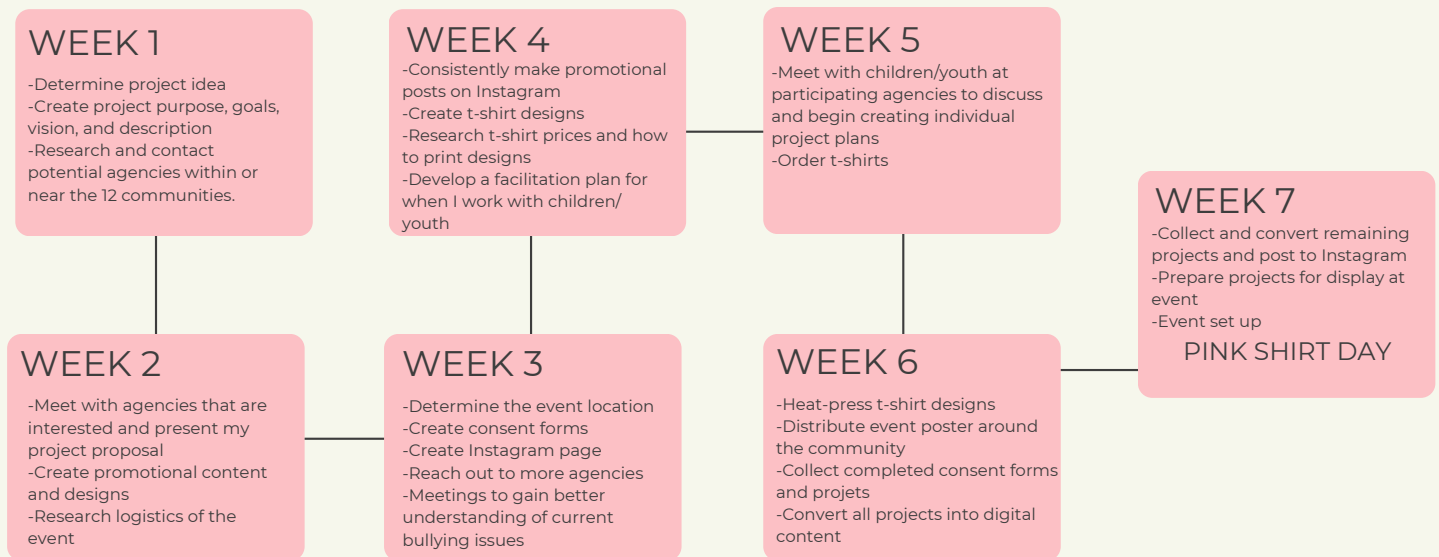 WEEK 1
-Determine project idea
-Create project purpose, goals,
vision, and description
-Research and contact
potential agencies within or
near the 12 communities.
WEEK 2
-Meet with agencies that are
interested and present my
project proposal
-Create promotional content
and designs
-Research logistics of the
event
WEEK 3
-Determine the event location
-Create consent forms
-Create Instagram page
-Reach out to more agencies
-Meetings to gain better
understanding of current
bullying issues
WEEK 4
-Consistently make promotional
posts on Instagram
-Create t-shirt designs
-Research t-shirt prices and how
to print designs
-Develop a facilitation plan for
when I work with children/
youth
WEEK 5
-Meet with children/youth at
participating agencies to discuss
and begin creating individual
project plans
-Order t-shirts
WEEK 6
-Heat-press t-shirt designs
-Distribute event poster around
the community
-Collect completed consent forms
and projets
-Convert all projects into digital
content
WEEK 7
-Collect and convert remaining
projects and post to Instagram
-Prepare projects for display at
event
-Event set up
PINK SHIRT DAY